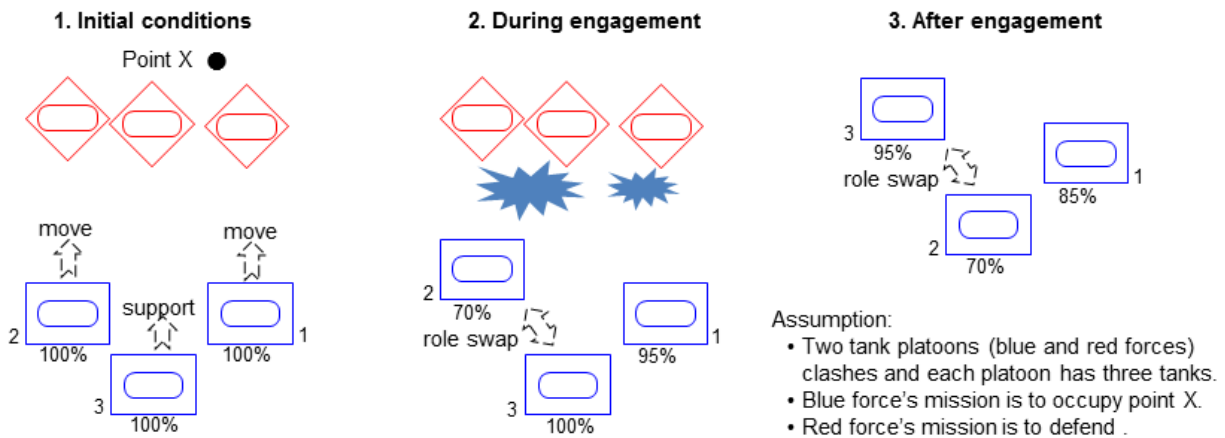 1. Initial conditions
Point X
move
move
support
2
100%
100%
1
3
100%
2. During engagement
2
70%
role swap
1
95%
3
100%
3. After engagement
3
95%
role swap
1
85%
2
70%
Assumption:
• Two tank platoons (blue and red forces)
clashes and each platoon has three tanks.
• Blue force's mission is to occupy point X.
• Red force's mission is to defend .